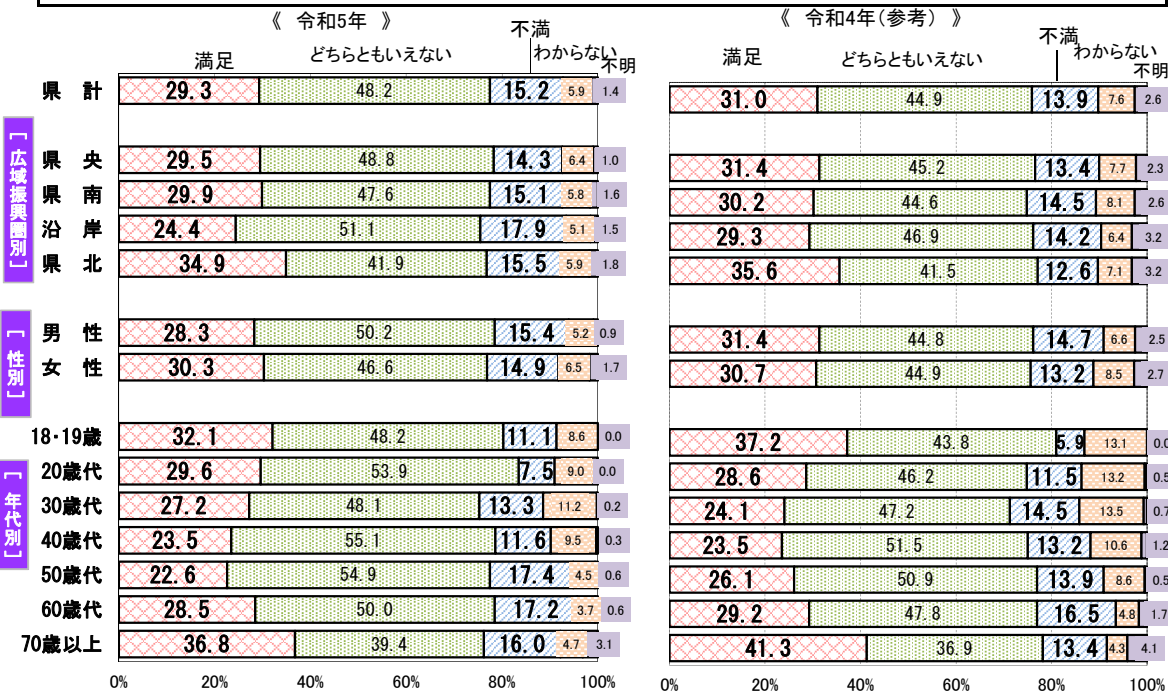 《 令和5年 》
満足 どちらともいえない 不満 わからない 不明
県 計 29.3 48.2 15.2 5.9 1.4
[広域振興圏別]
県 央 29.5 48.8 14.3 6.4 1.0
県 南 29.9 47.6 15.1 5.8 1.6
沿 岸 24.4 51.1 17.9 5.1 1.5
県 北 34.9 41.9 15.5 5.9 1.8
[性別]
男 性 28.3 50.2 15.4 5.2 0.9
女 性 30.3 46.6 14.9 6.5 1.7
[年代別]
18・19歳 32.1 48.2 11.1 8.6 0.0
20歳代 29.6 53.9 7.5 9.0 0.0
30歳代 27.2 48.1 13.3 11.2 0.2
40歳代 23.5 55.1 11.6 9.5 0.3
50歳代 22.6 54.9 17.4 4.5 0.6
60歳代 28.5 50.0 17.2 3.7 0.6
70歳以上 36.8 39.4 16.0 4.7 3.1
0% 20% 40% 60% 80% 100%
《 令和4年(参考) 》
満足 どちらともいえない 不満 わからない 不明
31.0 44.9 13.9 7.6 2.6
31.4 45.2 13.4 7.7 2.3
30.2 44.6 14.5 8.1 2.6
29.3 46.9 14.2 6.4 3.2
35.6 41.5 12.6 7.1 3.2
31.4 44.8 14.7 6.6 2.5
30.7 44.9 13.2 8.5 2.7
37.2 43.8 5.9 13.1 0.0
28.6 46.2 11.5 13.2 0.5
24.1 47.2 14.5 13.5 0.7
23.5 51.5 13.2 10.6 1.2
26.1 50.9 13.9 8.6 0.5
29.2 47.8 16.5 4.8 1.7
41.3 36.9 13.4 4.3 4.1
0% 20% 40% 60% 80% 100%